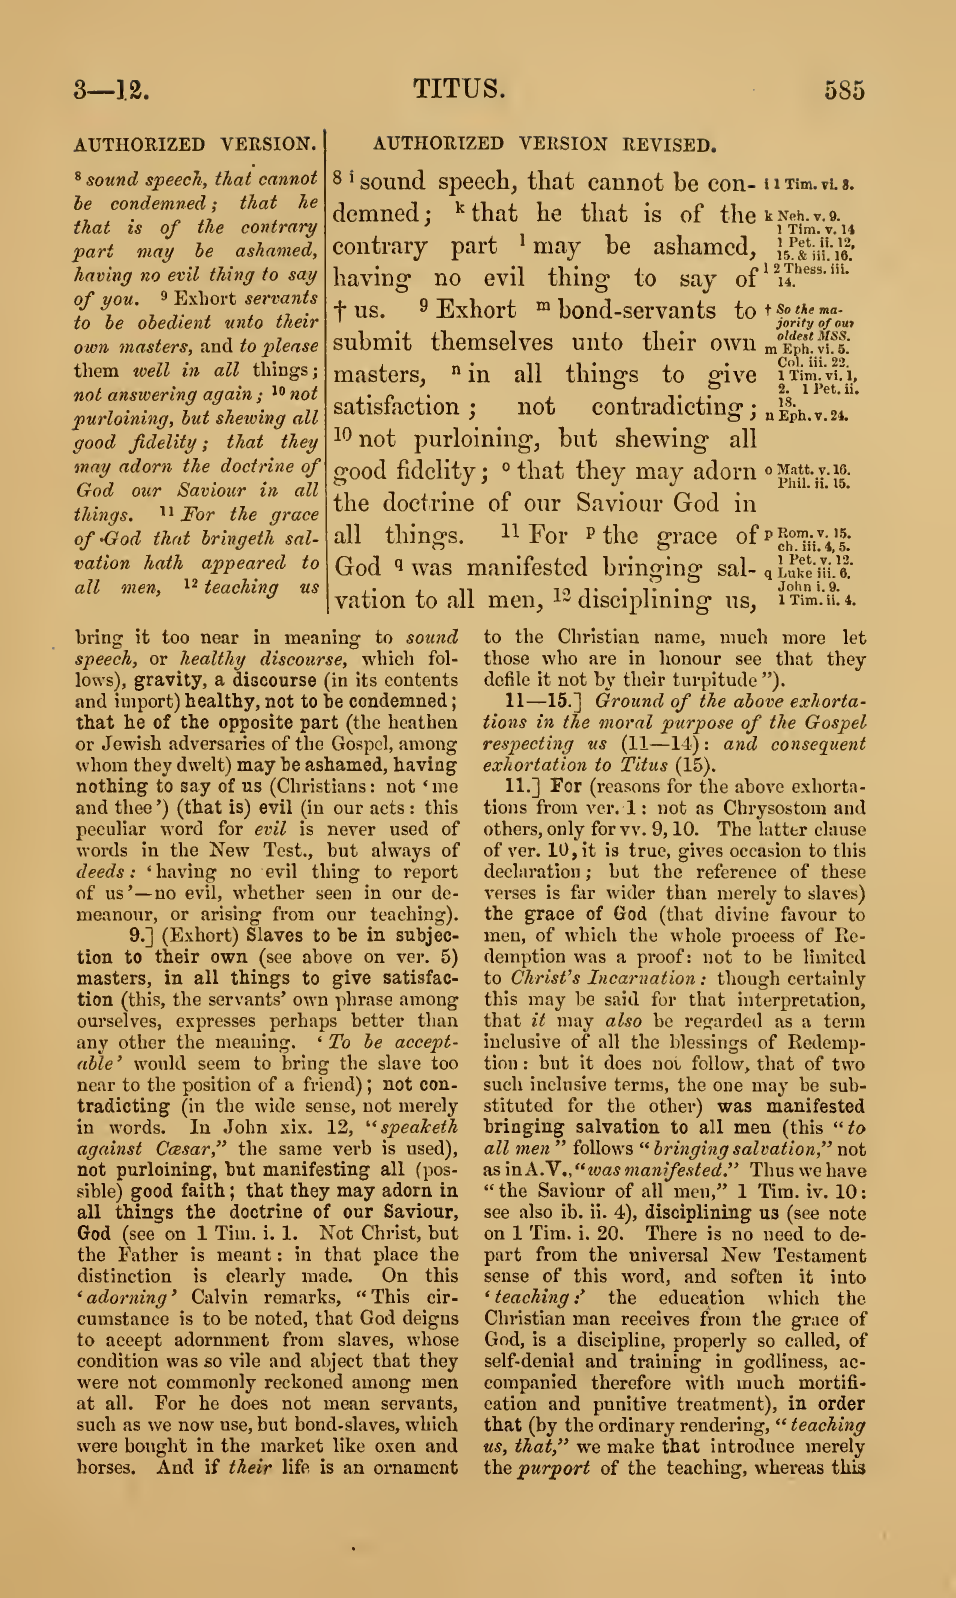 3—12.
TITUS.
585
AUTHORIZED VERSION.
8 sound speech, that cannot
be condemned; that he
that is of the contrary
part may be ashamed,
having no evil thing to say
of you. 9 Exhort servants
to be obedient unto their
own masters, and to please
them well in all things;
not answering again; 10 not
purloining, but shewing all
good fidelity; that they
may adorn the doctrine of
God our Saviour in all
things. 11 For the grace
of God that bringeth sal-
vation hath appeared to
all men, 12 teaching us
AUTHORIZED VERSION REVISED.
8 i sound speech, that cannot be con-
demned; k that he that is of the
contrary part l may be ashamed,
having no evil thing to say of
† us. 9 Exhort m bond-servants to
submit themselves unto their own
masters, n in all things to give
satisfaction; not contradicting;
10 not purloining, but shewing all
good fidelity; o that they may adorn
the doctrine of our Saviour God in
all things. 11 For p the grace of
God q was manifested bringing sal-
vation to all men, 12 disciplining us,
i 1 Tim. vi. 3.
k Neh. v. 9.
1 Tim. v. 14
1 Pet. ii. 12,
15. & iii. 16.
l 2 Thess. iii.
14.
† So the ma-
jority of our
oldest MSS.
m Eph. vi. 5.
Col. iii. 22.
1 Tim. vi. 1,
2. 1 Pet. ii.
18.
n Eph. v. 24.
o Matt. v. 16.
Phil. ii. 15.
p Rom. v. 15.
ch. iii. 4, 5.
1 Pet. v. 12.
q Luke iii. 6.
John i. 9.
1 Tim. ii. 4.
bring it too near in meaning to sound
speech, or healthy discourse, which fol-
lows), gravity, a discourse (in its contents
and import) healthy, not to be condemned;
that he of the opposite part (the heathen
or Jewish adversaries of the Gospel, among
whom they dwelt) may be ashamed, having
nothing to say of us (Christians: not ‘me
and thee’) (that is) evil (in our acts: this
peculiar word for evil is never used of
words in the New Test., but always of
deeds: ‘having no evil thing to report
of us’—no evil, whether seen in our de-
meanour, or arising from our teaching).
9.] (Exhort) Slaves to be in subjec-
tion to their own (see above on ver. 5)
masters, in all things to give satisfac-
tion (this, the servants’ own phrase among
ourselves, expresses perhaps better than
any other the meaning. ‘To be accept-
able’ would seem to bring the slave too
near to the position of a friend); not con-
tradicting (in the wide sense, not merely
in words. In John xix. 12, “speaketh
against Cæsar,” the same verb is used),
not purloining, but manifesting all (pos-
sible) good faith; that they may adorn in
all things the doctrine of our Saviour,
God (see on 1 Tim. i. 1. Not Christ, but
the Father is meant: in that place the
distinction is clearly made. On this
‘adorning’ Calvin remarks, “This cir-
cumstance is to be noted, that God deigns
to accept adornment from slaves, whose
condition was so vile and abject that they
were not commonly reckoned among men
at all. For he does not mean servants,
such as we now use, but bond-slaves, which
were bought in the market like oxen and
horses. And if their life is an ornament
to the Christian name, much more let
those who are in honour see that they
defile it not by their turpitude”).
11—15.] Ground of the above exhorta-
tions in the moral purpose of the Gospel
respecting us (11—14): and consequent
exhortation to Titus (15).
11.] For (reasons for the above exhorta-
tions from ver. 1: not as Chrysostom and
others, only for vv. 9, 10. The latter clause
of ver. 10, it is true, gives occasion to this
declaration; but the reference of these
verses is far wider than merely to slaves)
the grace of God (that divine favour to
men, of which the whole process of Re-
demption was a proof: not to be limited
to Christ's Incarnation: though certainly
this may be said for that interpretation,
that it may also be regarded as a term
inclusive of all the blessings of Redemp-
tion: but it does not follow, that of two
such inclusive terms, the one may be sub-
stituted for the other) was manifested
bringing salvation to all men (this “to
all men” follows “bringing salvation,” not
as in A.V., “was manifested.” Thus we have
“the Saviour of all men,” 1 Tim. iv. 10:
see also ib. ii. 4), disciplining us (see note
on 1 Tim. i. 20. There is no need to de-
part from the universal New Testament
sense of this word, and soften it into
‘teaching:’ the education which the
Christian man receives from the grace of
God, is a discipline, properly so called, of
self-denial and training in godliness, ac-
companied therefore with much mortifi-
cation and punitive treatment), in order
that (by the ordinary rendering, “teaching
us, that,” we make that introduce merely
the purport of the teaching, whereas this